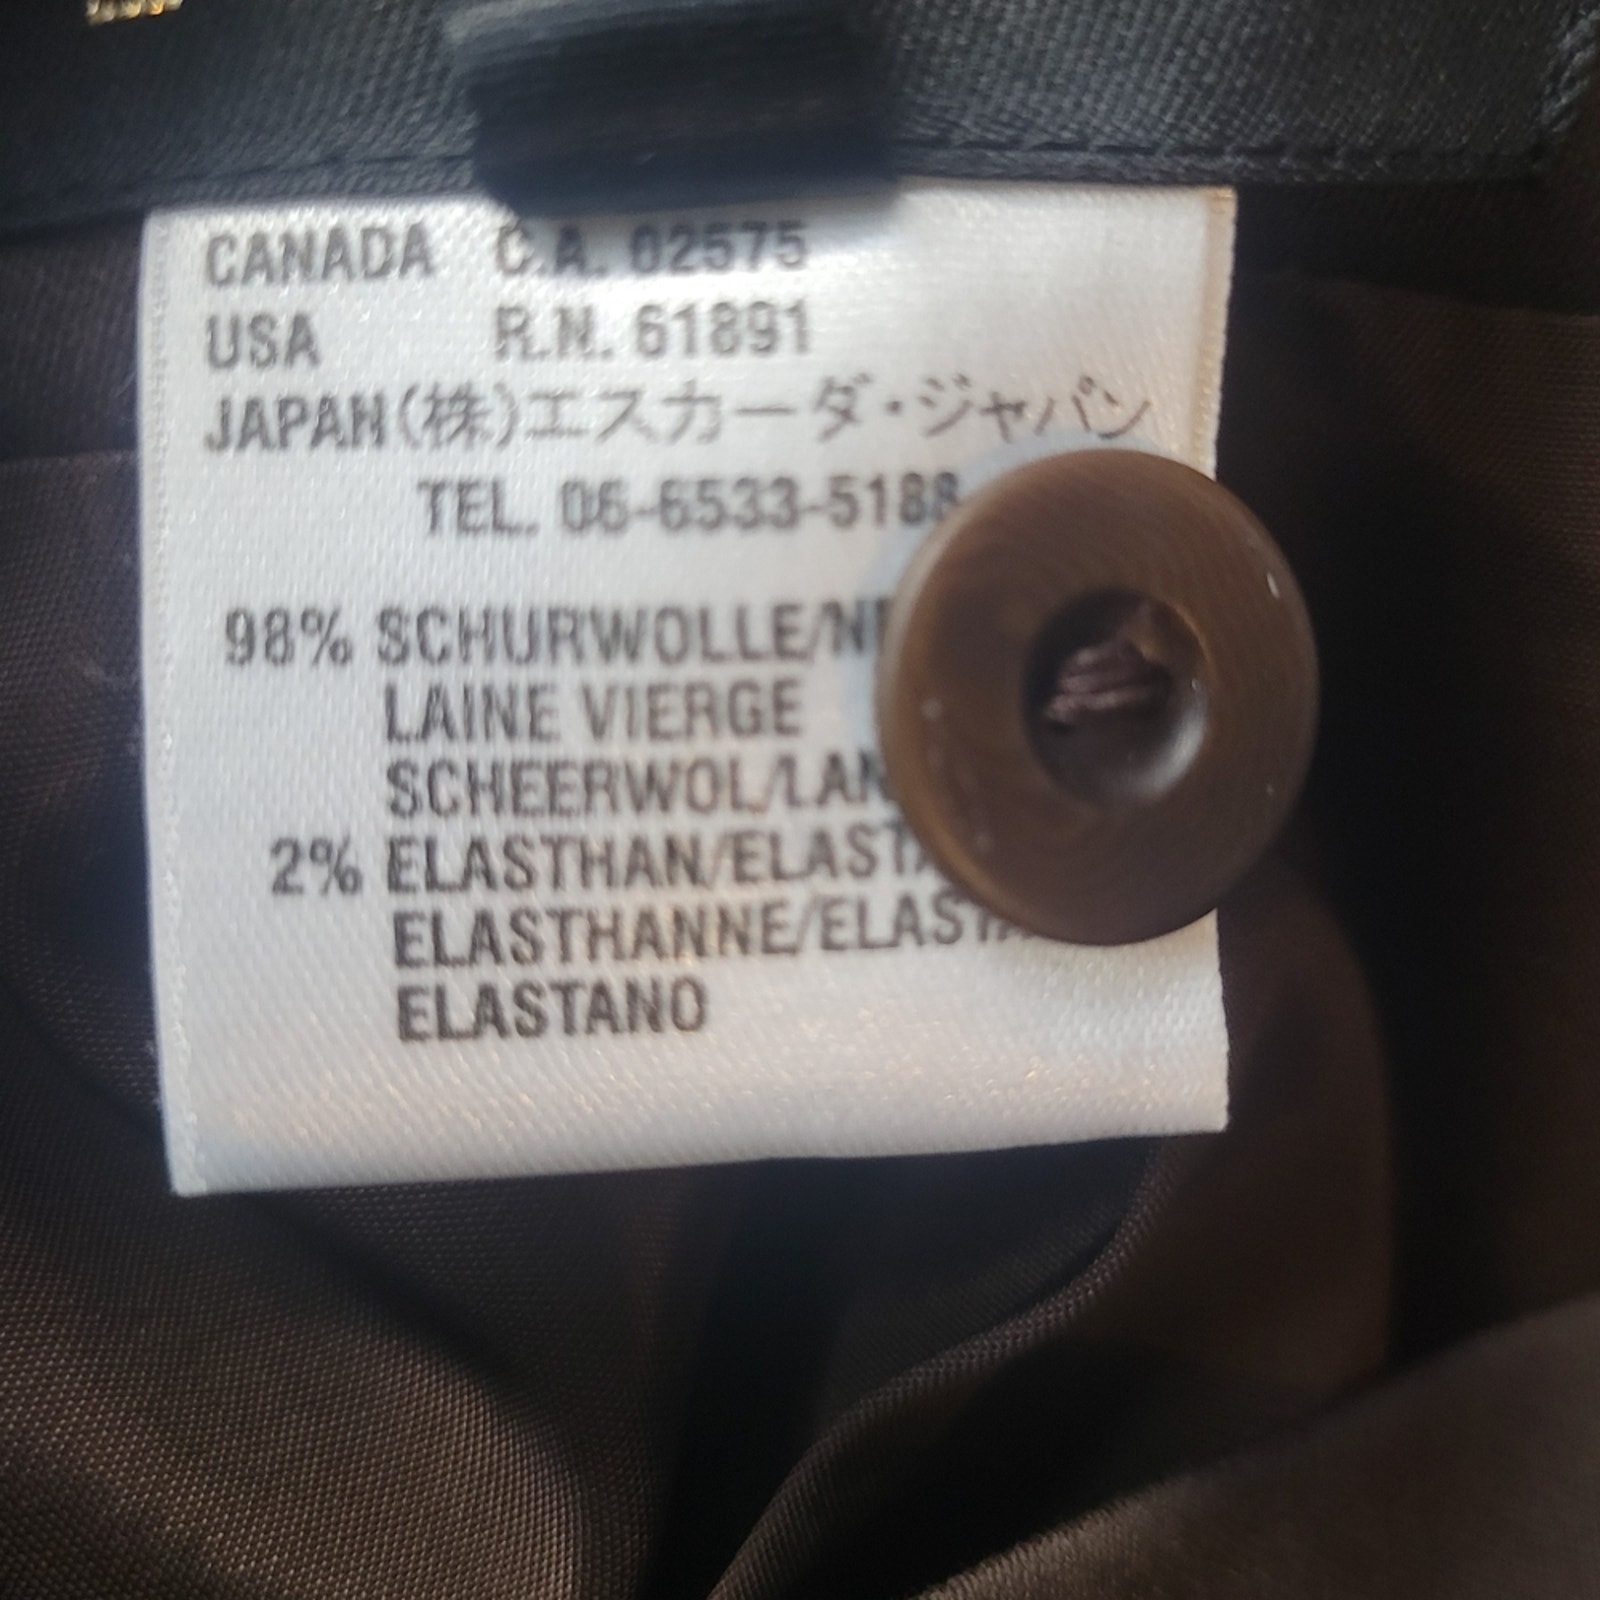 CANADA C.A. 02575
USA R.N. 61891
JAPAN(株)エスカーダ・ジャパン
TEL. 06-6533-5188
98% SCHURWOLLE/
LAINE VIERGE
SCHEERWOL/
2% ELASTHAN/
ELASTHANNE/
ELASTANO